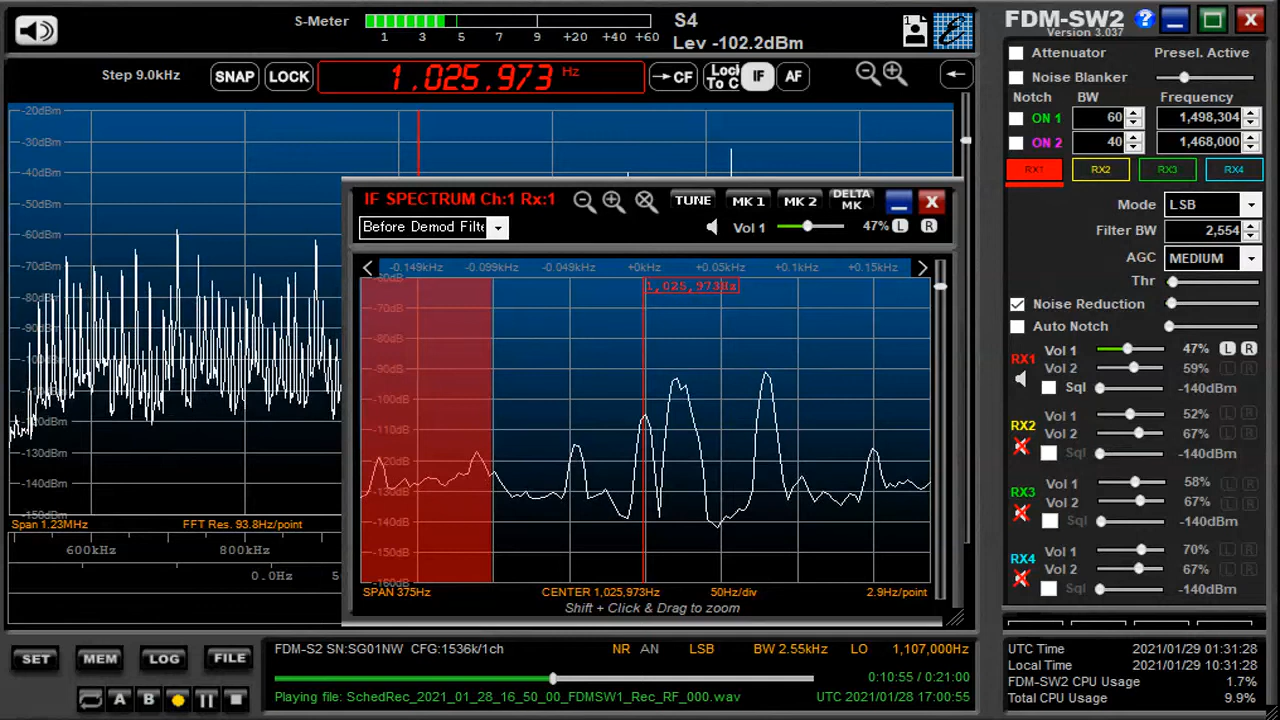 S-Meter
1 3 5 7 9 +20 +40 +60
S4
Lev -102.2dBm
FDM-SW2
Version 3.037
Step 9.0kHz
SNAP
LOCK
1.025.973 Hz
→CF
Lock
To C
IF
AF
-20dBm
-30dBm
-40dBm
-50dBm
-60dBm
-70dBm
-80dBm
-90dBm
-100dBm
-110dBm
-120dBm
-130dBm
-140dBm
-150dBm
Span 1.23MHz
FFT Res. 93.8Hz/point
600kHz 800kHz
0.0Hz 5
IF SPECTRUM Ch:1 Rx:1
TUNE
MK 1
MK 2
DELTA
MK
X
Before Demod Filte
Vol 1
47% L R
-0.149kHz -0.099kHz -0.049kHz +0kHz +0.05kHz +0.1kHz +0.15kHz
1,025,973Hz
-60dB
-70dB
-80dB
-90dB
-100dB
-110dB
-120dB
-130dB
-140dB
-150dB
-160dB
SPAN 375Hz
CENTER 1,025,973Hz
50Hz/div
2.9Hz/point
Shift + Click & Drag to zoom
Attenuator Presel. Active
Noise Blanker
Notch BW Frequency
ON 1 60 1,498,304
ON 2 40 1,468,000
RX1 RX2 RX3 RX4
Mode LSB
Filter BW 2,554
AGC MEDIUM
Thr
Noise Reduction
Auto Notch
RX1
Vol 1 47% L R
Vol 2 59% L R
Sql -140dBm
RX2
Vol 1 52% L R
Vol 2 67% L R
Sql -140dBm
RX3
Vol 1 58% L R
Vol 2 67% L R
Sql -140dBm
RX4
Vol 1 70% L R
Vol 2 67% L R
Sql -140dBm
SET
MEM
LOG
FILE
A
B
FDM-S2 SN:SG01NW CFG:1536k/1ch NR AN LSB BW 2.55kHz LO 1,107,000Hz
0:10:55 / 0:21:00
Playing file: SchedRec_2021_01_28_16_50_00_FDMSW1_Rec_RF_000.wav UTC 2021/01/28 17:00:55
UTC Time 2021/01/29 01:31:28
Local Time 2021/01/29 10:31:28
FDM-SW2 CPU Usage 1.7%
Total CPU Usage 9.9%